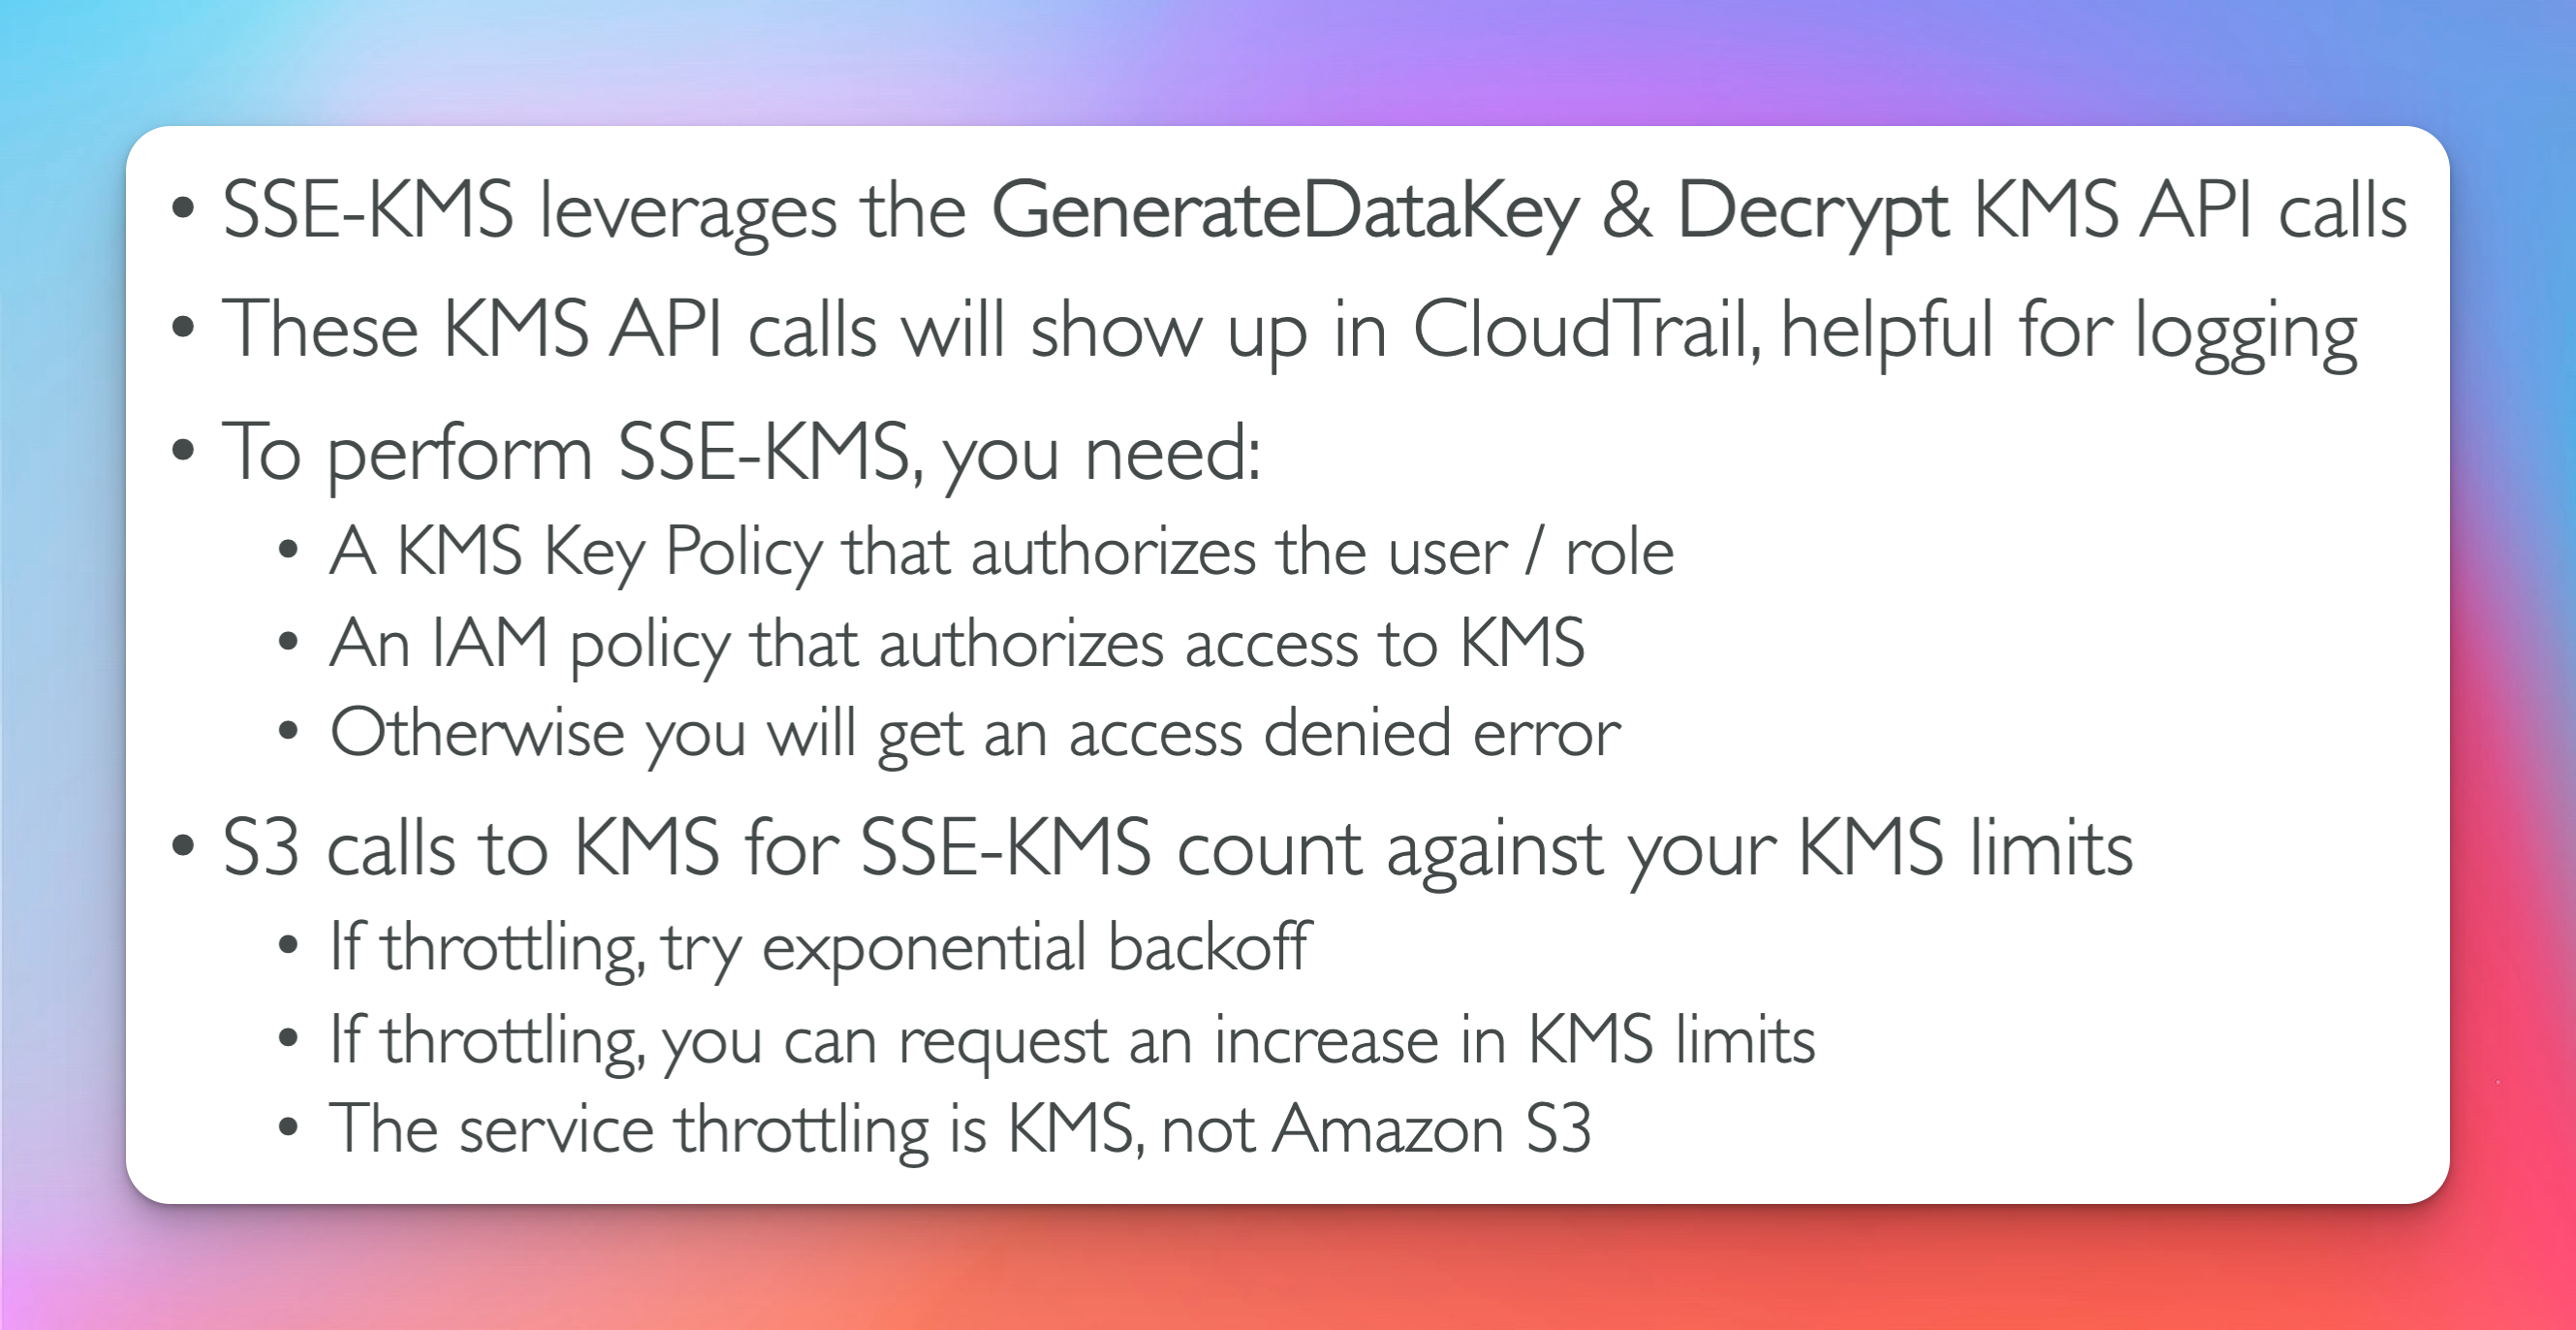 • SSE-KMS leverages the GenerateDataKey & Decrypt KMS API calls
• These KMS API calls will show up in CloudTrail, helpful for logging
• To perform SSE-KMS, you need:
• A KMS Key Policy that authorizes the user / role
• An IAM policy that authorizes access to KMS
• Otherwise you will get an access denied error
• S3 calls to KMS for SSE-KMS count against your KMS limits
• If throttling, try exponential backoff
• If throttling, you can request an increase in KMS limits
• The service throttling is KMS, not Amazon S3